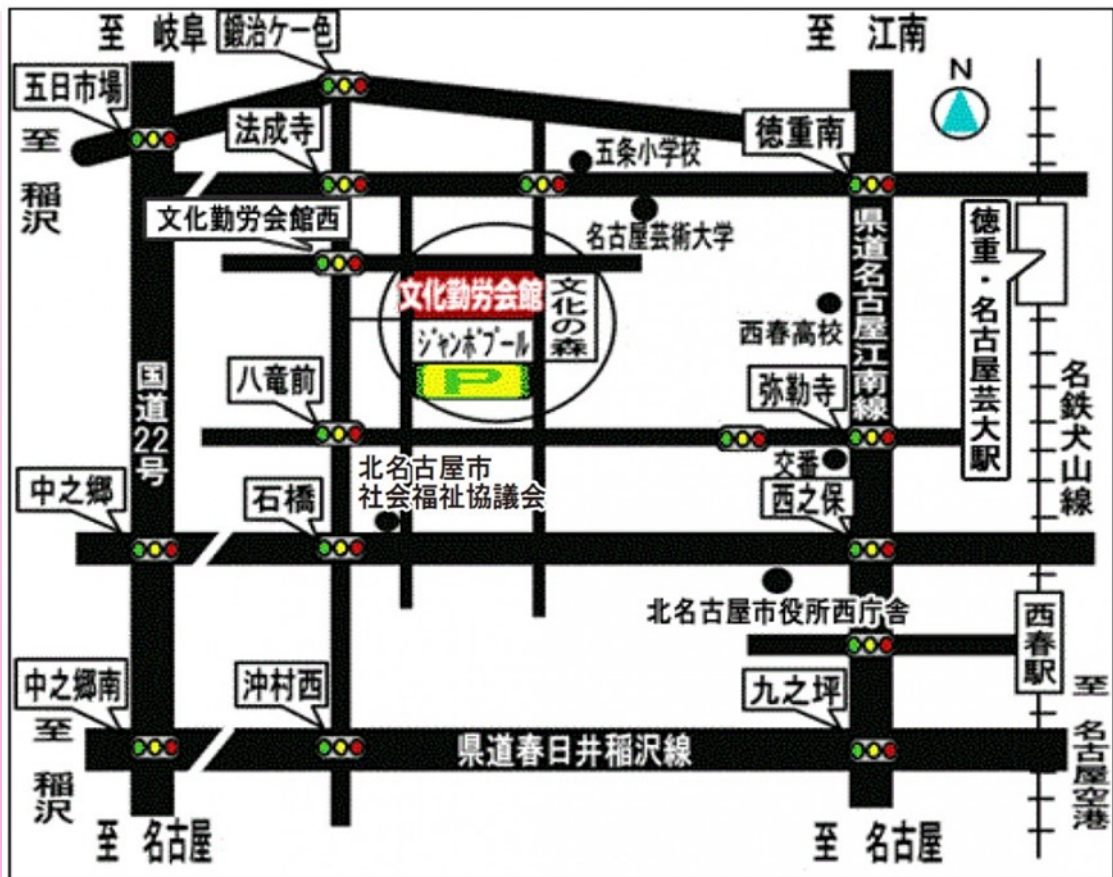 至 岐阜
鍛治ケ一色
至 江南
N
五日市場
至 稲沢
法成寺
五条小学校
徳重南
文化勤労会館西
名古屋芸術大学
県道名古屋江南線
徳重・名古屋芸大駅
文化勤労会館
文化の森
ジャンボプール
P
西春高校
国道22号
八竜前
弥勒寺
名鉄犬山線
北名古屋市
社会福祉協議会
交番
中之郷
石橋
西之保
北名古屋市役所西庁舎
西春駅
中之郷南
沖村西
九之坪
至 稲沢
県道春日井稲沢線
至 名古屋空港
至 名古屋
至 名古屋